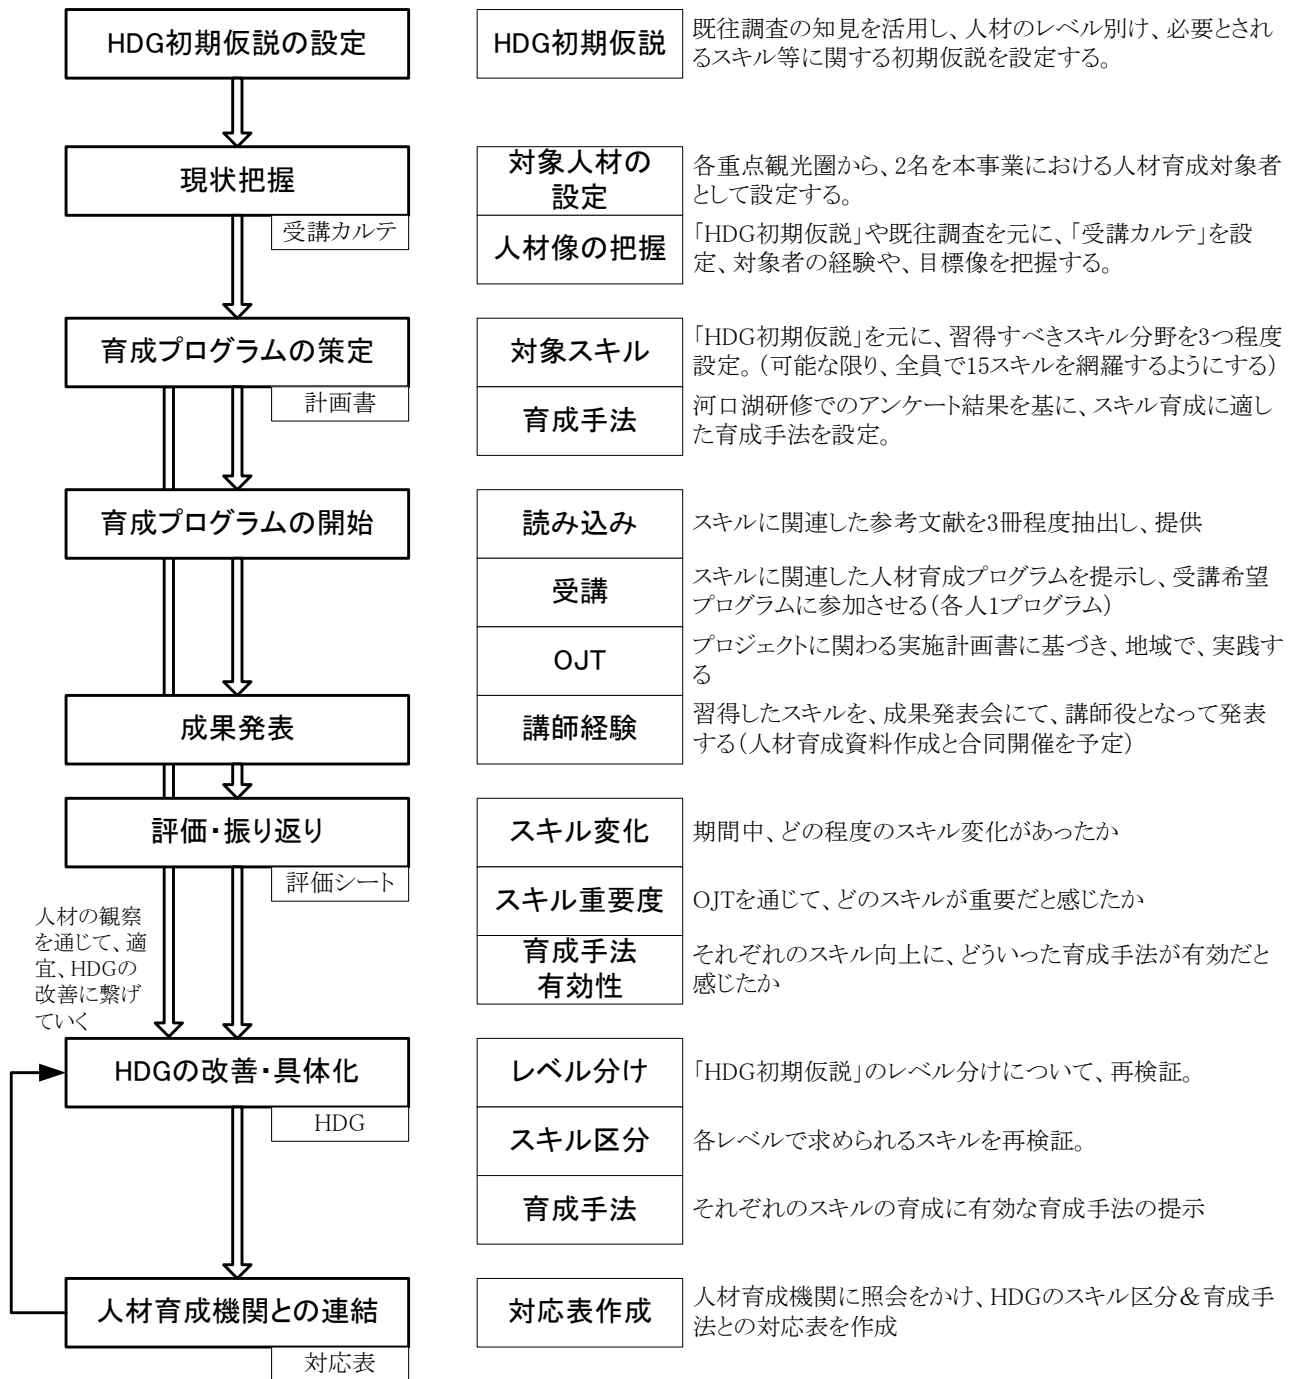 HDG初期仮説の設定
HDG初期仮説
既往調査の知見を活用し、人材のレベル別け、必要とされ
るスキル等に関する初期仮説を設定する。
現状把握
受講カルテ
対象人材の
設定
各重点観光圏から、2名を本事業における人材育成対象者
として設定する。
人材像の把握
「HDG初期仮説」や既往調査を元に、「受講カルテ」を設
定、対象者の経験や、目標像を把握する。
育成プログラムの策定
計画書
対象スキル
「HDG初期仮説」を元に、習得すべきスキル分野を3つ程度
設定。（可能な限り、全員で15スキルを網羅するようにする）
育成手法
河口湖研修でのアンケート結果を基に、スキル育成に適し
た育成手法を設定。
育成プログラムの開始
読み込み
スキルに関連した参考文献を3冊程度抽出し、提供
受講
スキルに関連した人材育成プログラムを提示し、受講希望
プログラムに参加させる（各人1プログラム）
OJT
プロジェクトに関わる実施計画書に基づき、地域で、実践す
る
成果発表
講師経験
習得したスキルを、成果発表会にて、講師役となって発表
する（人材育成資料作成と合同開催を予定）
評価・振り返り
評価シート
スキル変化
期間中、どの程度のスキル変化があったか
スキル重要度
OJTを通じて、どのスキルが重要だと感じたか
育成手法
有効性
それぞれのスキル向上に、どういった育成手法が有効だと
感じたか
人材の観察
を通じて、適
宜、HDGの
改善に繋げ
ていく
HDGの改善・具体化
HDG
レベル分け
「HDG初期仮説」のレベル分けについて、再検証。
スキル区分
各レベルで求められるスキルを再検証。
育成手法
それぞれのスキルの育成に有効な育成手法の提示
人材育成機関との連結
対応表
対応表作成
人材育成機関に照会をかけ、HDGのスキル区分＆育成手
法との対応表を作成